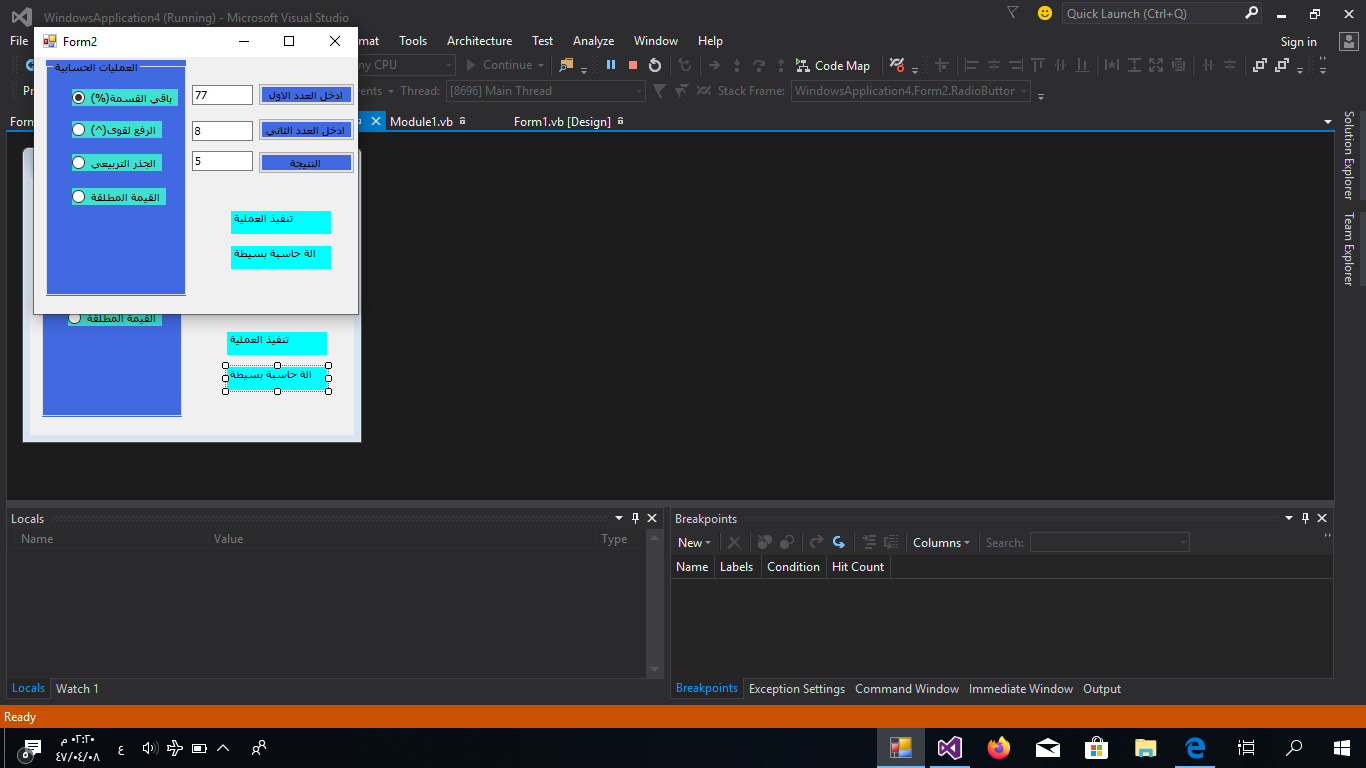 WindowsApplication4 (Running) - Microsoft Visual Studio
Quick Launch (Ctrl+Q)
File
Form2
mat
Tools
Architecture
Test
Analyze
Window
Help
Sign in
ny CPU
Continue
Code Map
Pr
ents
Thread:
[8696] Main Thread
Stack Frame:
WindowsApplication4.Form2.RadioButtor
Form
Module1.vb
Form1.vb [Design]
العمليات الحسابية
باقي القسمة(%)
الرفع لقوى(^)
الجذر التربيعي
القيمة المطلقة
77
ادخل العدد الاول
8
ادخل العدد الثاني
5
النتيجة
تنفيذ العملية
الة حاسبة بسيطة
القيمة المطلقة
تنفيذ العملية
الة حاسبة بسيطة
Solution Explorer
Team Explorer
Locals
Name
Value
Type
Locals
Watch 1
Breakpoints
New
Columns
Search:
Name
Labels
Condition
Hit Count
Breakpoints
Exception Settings
Command Window
Immediate Window
Output
Ready
٥
٠٢:٢٠ م
٤٧/٠٤/٠٨
ع